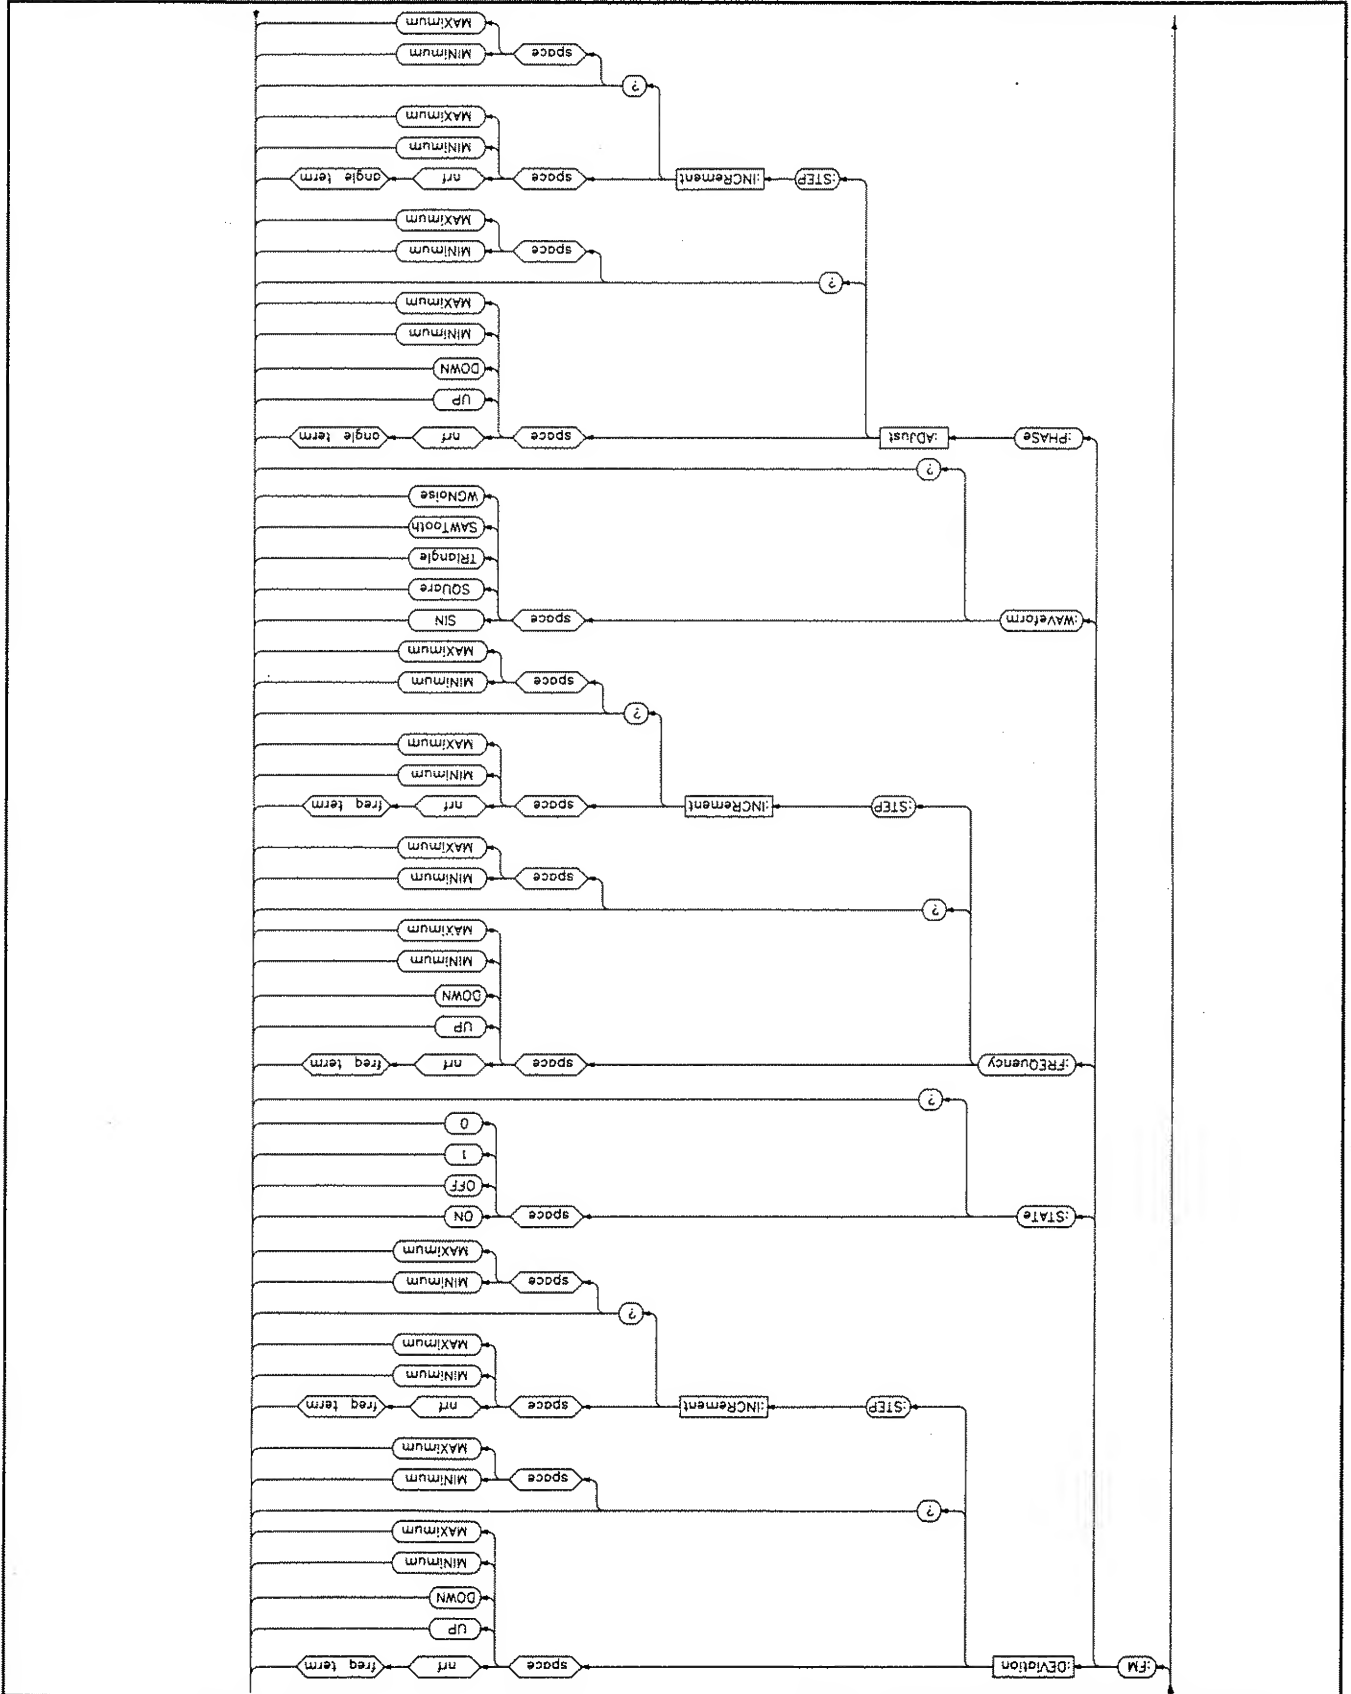 :FM :DEViation space nrf freq term
UP
DOWN
MINimum
MAXimum
?
space MINimum
MAXimum
:STEP :INCRement space nrf freq term
MINimum
MAXimum
?
space MINimum
MAXimum
:STATe space ON
OFF
1
0
?
:FREQuency space nrf freq term
UP
DOWN
MINimum
MAXimum
?
space MINimum
MAXimum
:STEP :INCRement space nrf freq term
MINimum
MAXimum
?
space MINimum
MAXimum
:WAVeform space SIN
SQUare
TRIangle
SAWTooth
WGNoise
?
:PHASe :ADJust space nrf angle term
UP
DOWN
MINimum
MAXimum
?
space MINimum
MAXimum
:STEP :INCRement space nrf angle term
MINimum
MAXimum
?
space MINimum
MAXimum